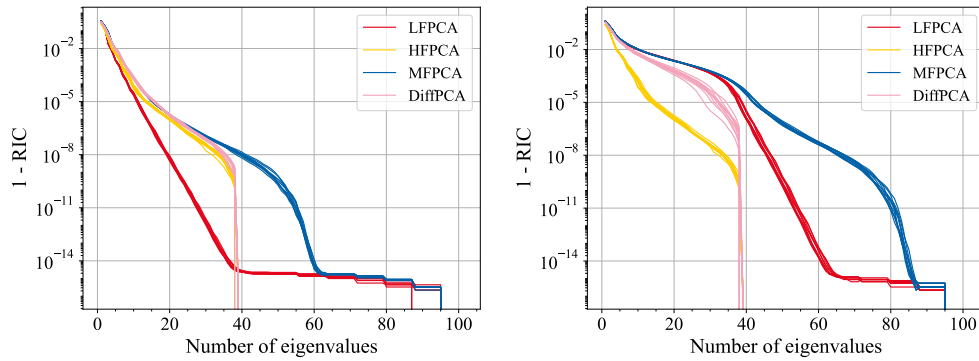 LFPCA
HFPCA
MFPCA
DiffPCA
10⁻²
10⁻⁵
10⁻⁸
10⁻¹¹
10⁻¹⁴
1 - RIC
0 20 40 60 80 100
Number of eigenvalues
LFPCA
HFPCA
MFPCA
DiffPCA
10⁻²
10⁻⁵
10⁻⁸
10⁻¹¹
10⁻¹⁴
1 - RIC
0 20 40 60 80 100
Number of eigenvalues